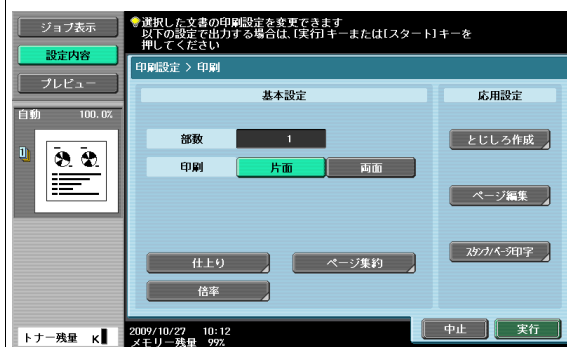 ジョブ表示
設定内容
プレビュー
自動 100.0%
トナー残量 K
選択した文書の印刷設定を変更できます
以下の設定で出力する場合は、[実行]キーまたは[スタート]キーを
押してください
印刷設定 > 印刷
基本設定
部数 1
印刷 片面 両面
仕上り ページ集約
倍率
応用設定
とじしろ作成
ページ編集
スタンプ/ページ印字
2009/10/27 10:12
メモリー残量 99%
中止 実行